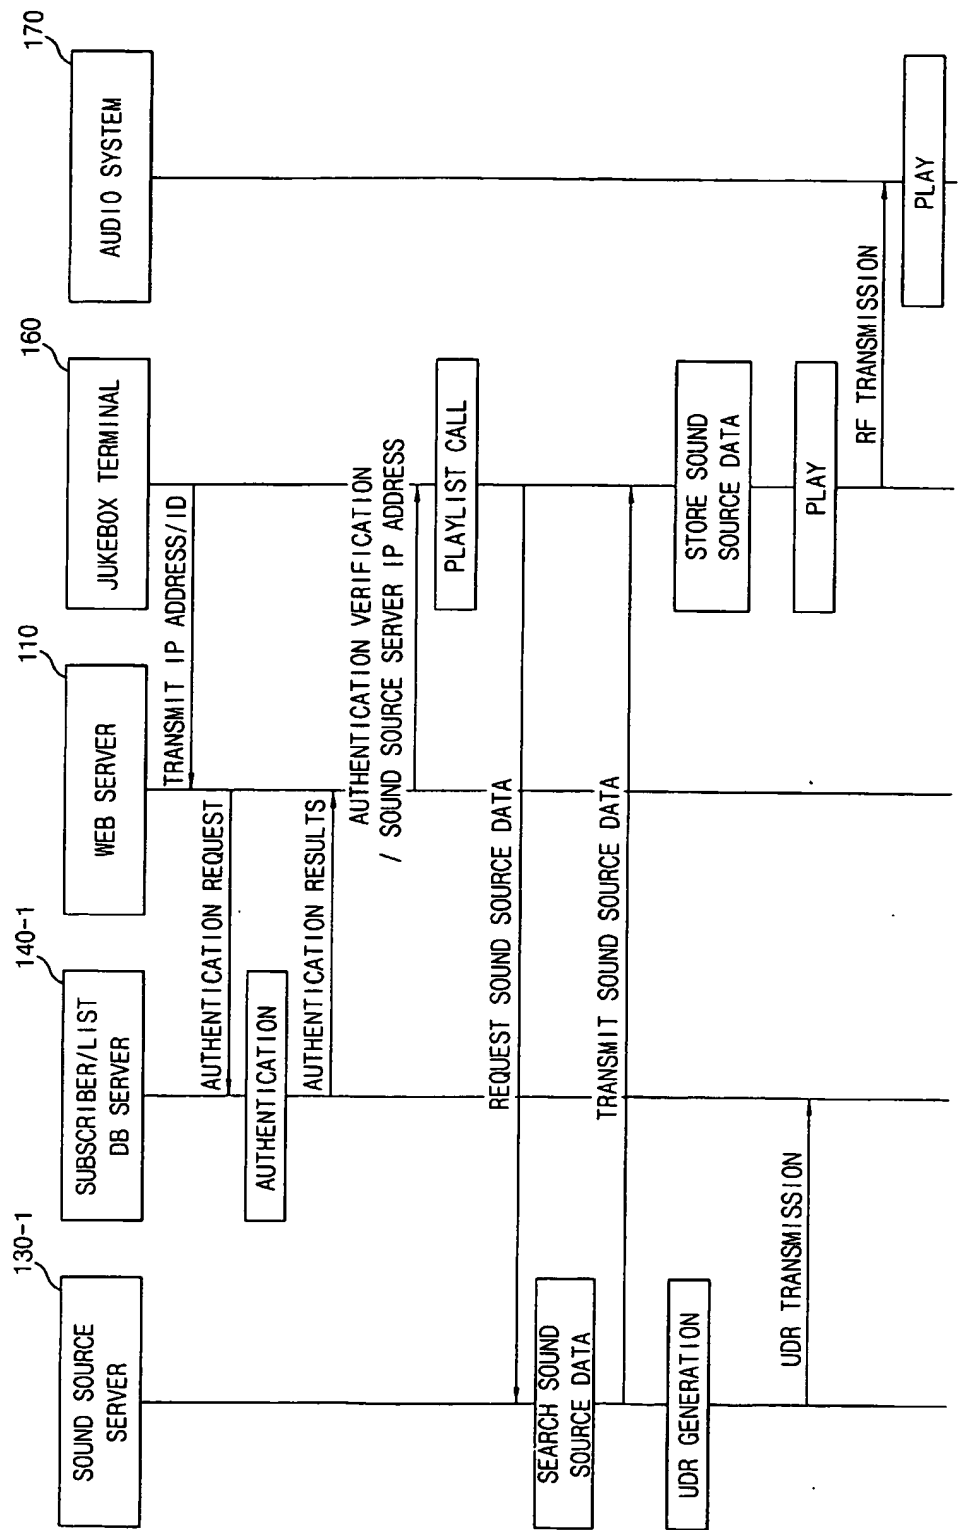 130-1
SOUND SOURCE
SERVER
140-1
SUBSCRIBER/LIST
DB SERVER
110
WEB SERVER
160
JUKEBOX TERMINAL
170
AUDIO SYSTEM
TRANSMIT IP ADDRESS/ID
AUTHENTICATION REQUEST
AUTHENTICATION
AUTHENTICATION RESULTS
AUTHENTICATION VERIFICATION
/ SOUND SOURCE SERVER IP ADDRESS
PLAYLIST CALL
REQUEST SOUND SOURCE DATA
SEARCH SOUND
SOURCE DATA
TRANSMIT SOUND SOURCE DATA
UDR GENERATION
STORE SOUND
SOURCE DATA
UDR TRANSMISSION
PLAY
RF TRANSMISSION
PLAY